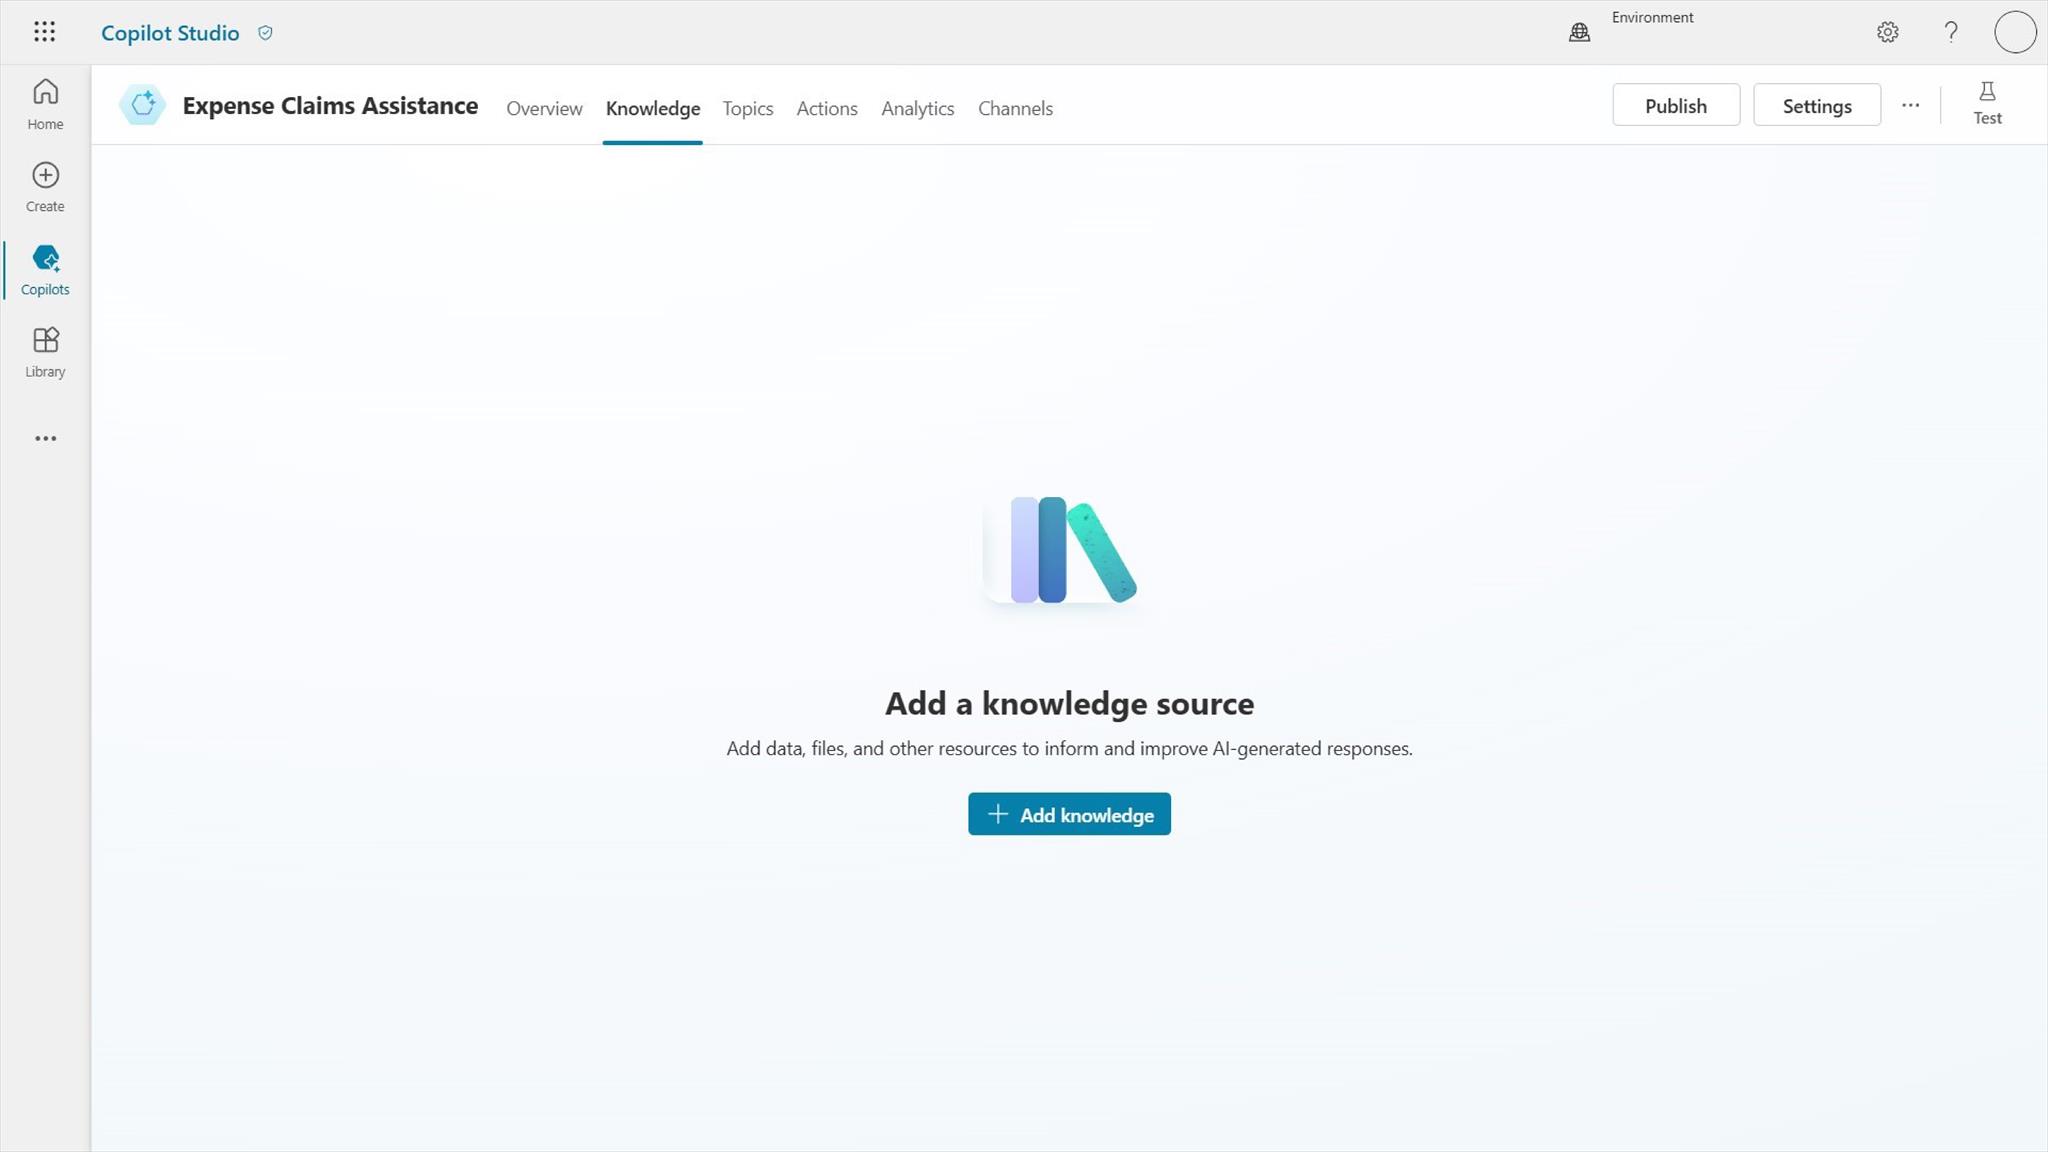 Copilot Studio
Environment
Home
Create
Copilots
Library
Expense Claims Assistance
Overview
Knowledge
Topics
Actions
Analytics
Channels
Publish
Settings
Test
Add a knowledge source
Add data, files, and other resources to inform and improve AI-generated responses.
Add knowledge